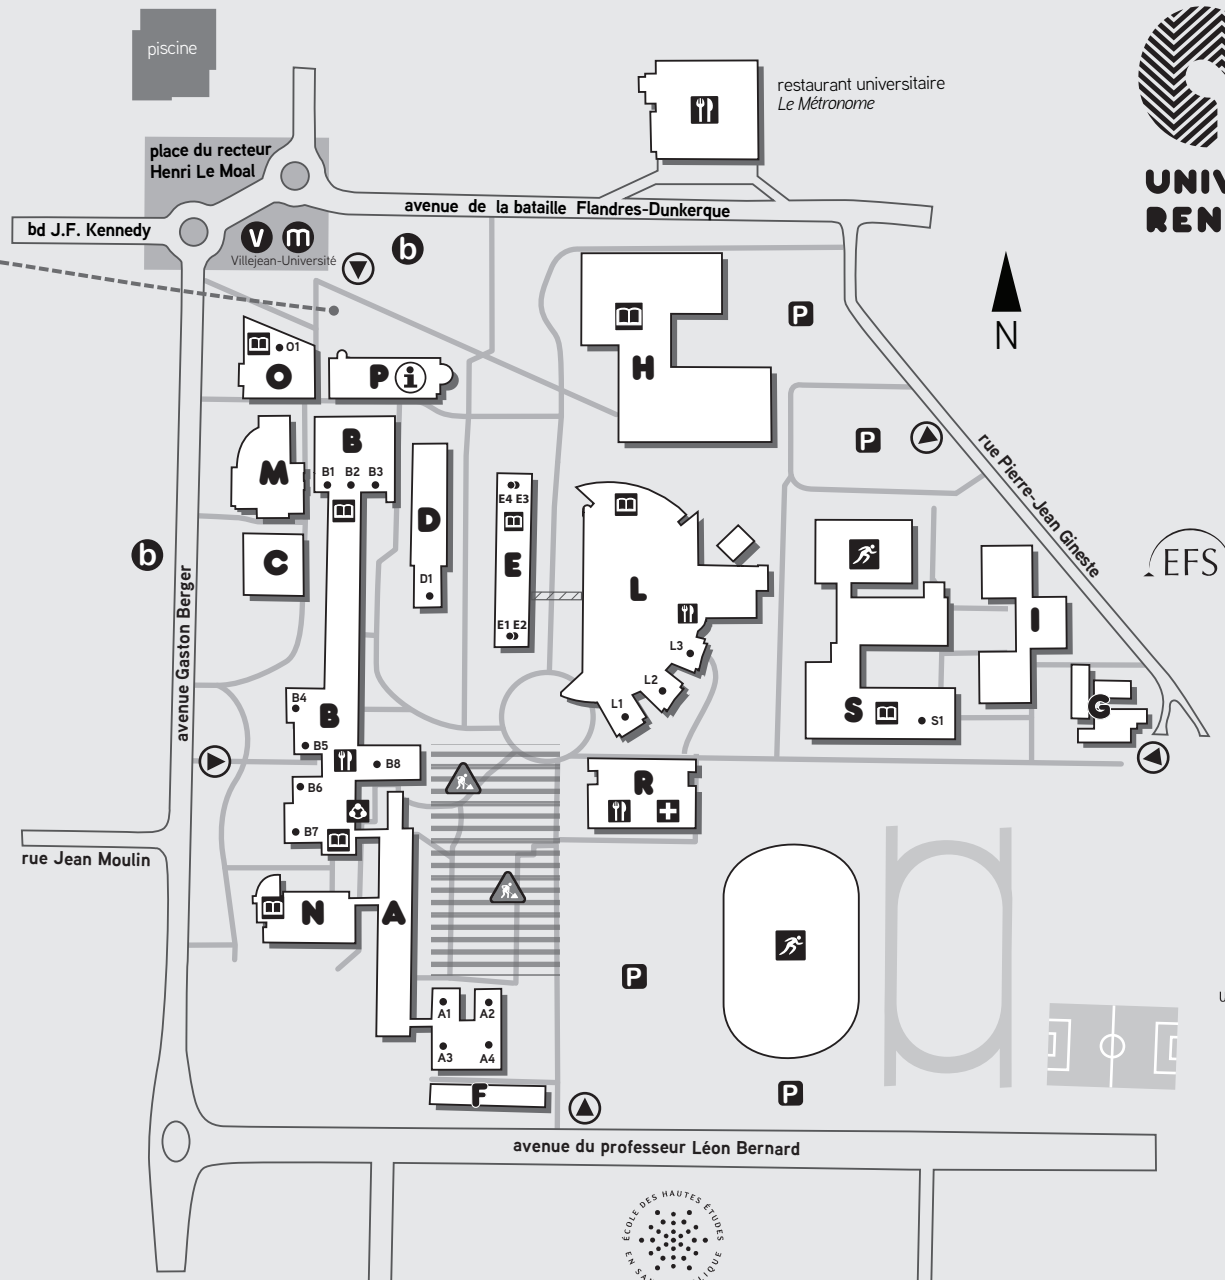 piscine
restaurant universitaire
Le Métronome
place du recteur
Henri Le Moal
avenue de la bataille Flandres-Dunkerque
bd J.F. Kennedy
v m
b
Villejean-Université
N
P
H
O1
O
P
P
B
B1 B2 B3
M
D
D1
C
b
E4 E3
E
E1 E2
L
L3
L2
L1
rue Pierre-Jean Gineste
EFS
I
S
S1
G
avenue Gaston Berger
B4
B
B5
B8
B6
B7
R
rue Jean Moulin
N
A
P
A1 A2
A3 A4
F
P
avenue du professeur Léon Bernard
ÉCOLE DES HAUTES ÉTUDES